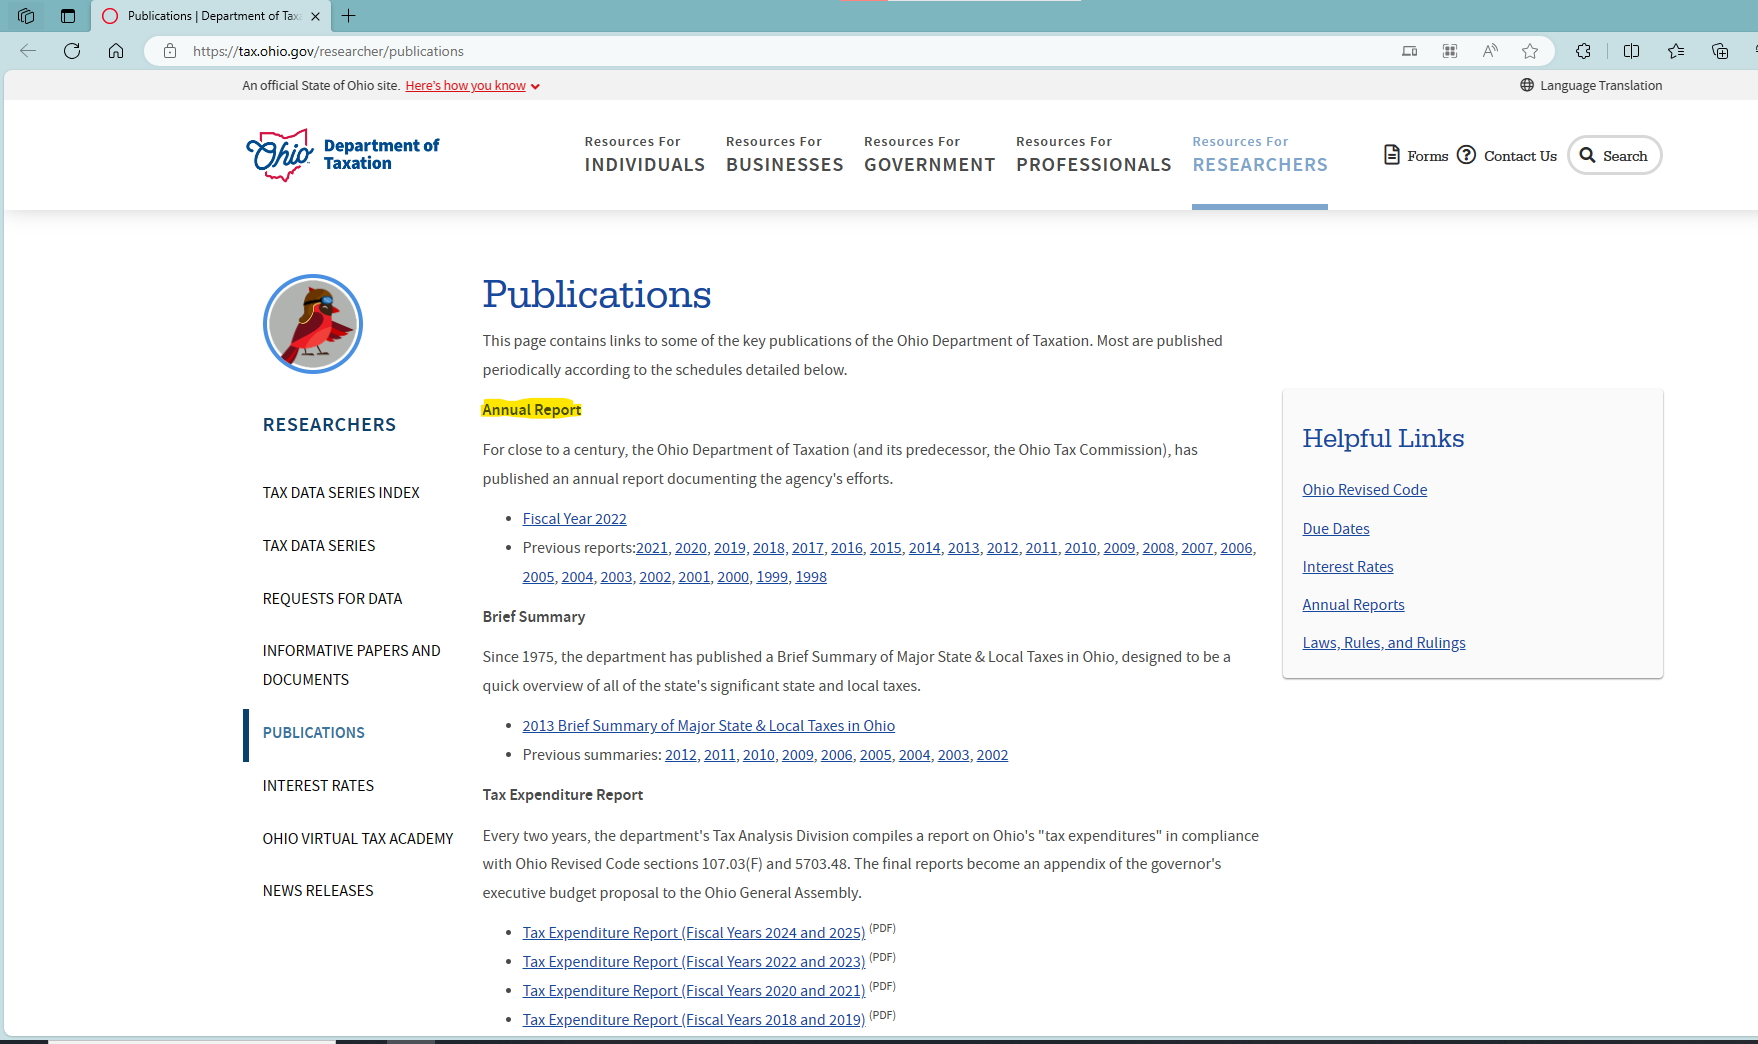 Publications | Department of Tax
https://tax.ohio.gov/researcher/publications
An official State of Ohio site. Here's how you know
Language Translation
Ohio Department of
Taxation
Resources For
INDIVIDUALS
Resources For
BUSINESSES
Resources For
GOVERNMENT
Resources For
PROFESSIONALS
Resources For
RESEARCHERS
Forms
Contact Us
Search
RESEARCHERS
TAX DATA SERIES INDEX
TAX DATA SERIES
REQUESTS FOR DATA
INFORMATIVE PAPERS AND
DOCUMENTS
PUBLICATIONS
INTEREST RATES
OHIO VIRTUAL TAX ACADEMY
NEWS RELEASES
Publications
This page contains links to some of the key publications of the Ohio Department of Taxation. Most are published
periodically according to the schedules detailed below.
Annual Report
For close to a century, the Ohio Department of Taxation (and its predecessor, the Ohio Tax Commission), has
published an annual report documenting the agency's efforts.
• Fiscal Year 2022
• Previous reports:2021, 2020, 2019, 2018, 2017, 2016, 2015, 2014, 2013, 2012, 2011, 2010, 2009, 2008, 2007, 2006,
2005, 2004, 2003, 2002, 2001, 2000, 1999, 1998
Brief Summary
Since 1975, the department has published a Brief Summary of Major State & Local Taxes in Ohio, designed to be a
quick overview of all of the state's significant state and local taxes.
• 2013 Brief Summary of Major State & Local Taxes in Ohio
• Previous summaries: 2012, 2011, 2010, 2009, 2006, 2005, 2004, 2003, 2002
Tax Expenditure Report
Every two years, the department's Tax Analysis Division compiles a report on Ohio's "tax expenditures" in compliance
with Ohio Revised Code sections 107.03(F) and 5703.48. The final reports become an appendix of the governor's
executive budget proposal to the Ohio General Assembly.
• Tax Expenditure Report (Fiscal Years 2024 and 2025) (PDF)
• Tax Expenditure Report (Fiscal Years 2022 and 2023) (PDF)
• Tax Expenditure Report (Fiscal Years 2020 and 2021) (PDF)
• Tax Expenditure Report (Fiscal Years 2018 and 2019) (PDF)
Helpful Links
Ohio Revised Code
Due Dates
Interest Rates
Annual Reports
Laws, Rules, and Rulings